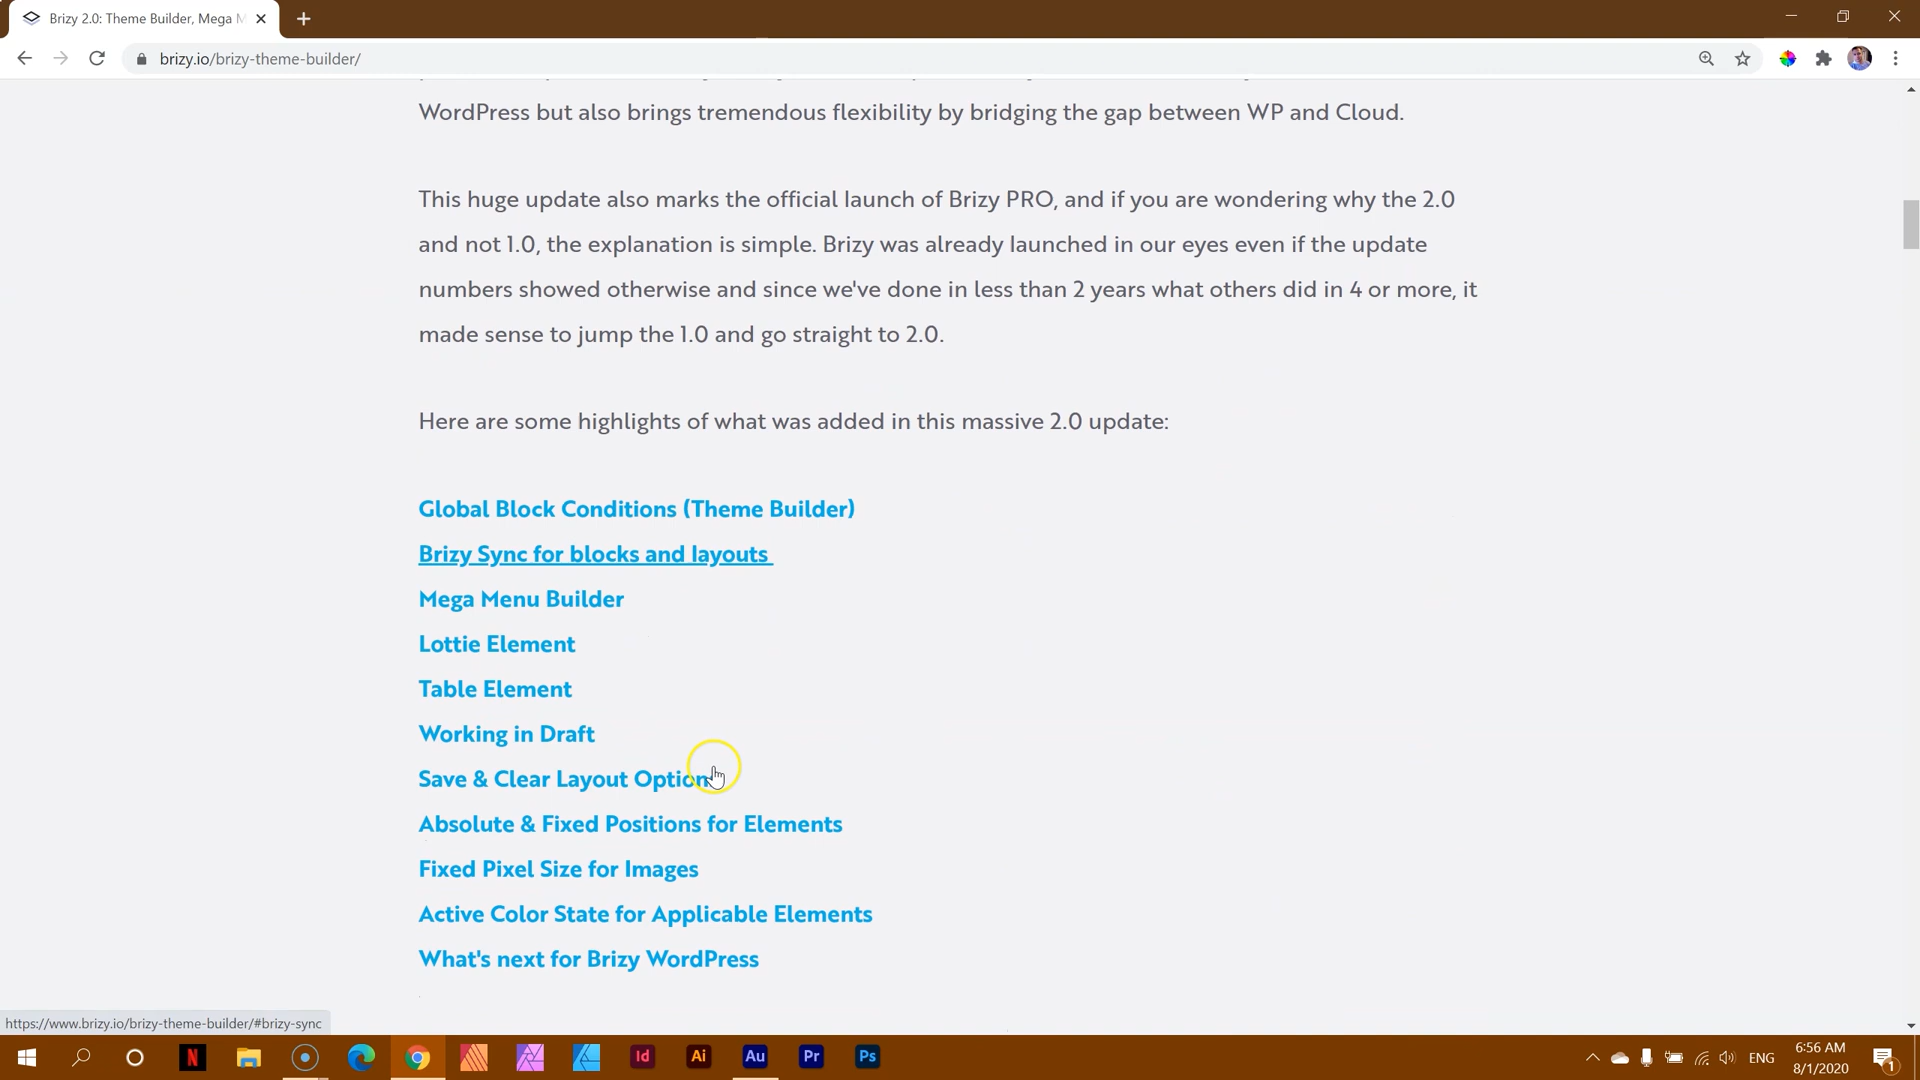 Brizy 2.0: Theme Builder, Mega M
brizy.io/brizy-theme-builder/
WordPress but also brings tremendous flexibility by bridging the gap between WP and Cloud.
This huge update also marks the official launch of Brizy PRO, and if you are wondering why the 2.0
and not 1.0, the explanation is simple. Brizy was already launched in our eyes even if the update
numbers showed otherwise and since we've done in less than 2 years what others did in 4 or more, it
made sense to jump the 1.0 and go straight to 2.0.
Here are some highlights of what was added in this massive 2.0 update:
Global Block Conditions (Theme Builder)
Brizy Sync for blocks and layouts
Mega Menu Builder
Lottie Element
Table Element
Working in Draft
Save & Clear Layout Option
Absolute & Fixed Positions for Elements
Fixed Pixel Size for Images
Active Color State for Applicable Elements
What's next for Brizy WordPress
https://www.brizy.io/brizy-theme-builder/#brizy-sync
N Id Ai Au Pr Ps ENG
6:56 AM
8/1/2020
1